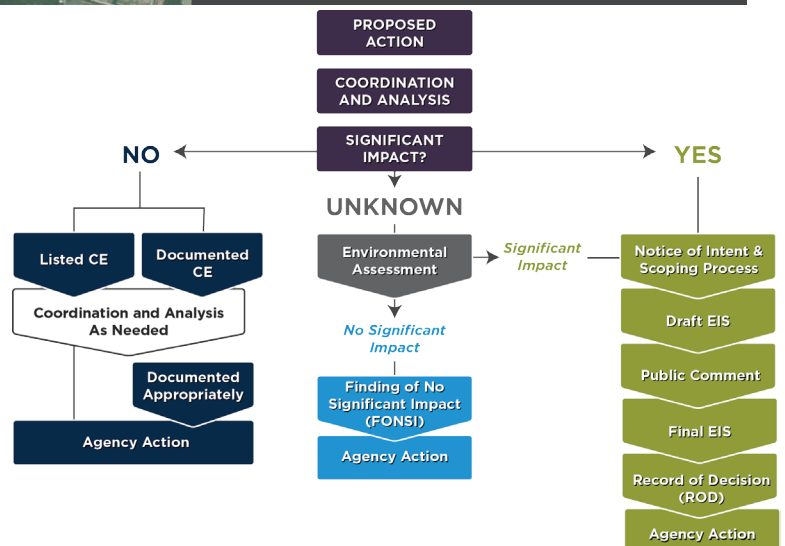 PROPOSED
ACTION
COORDINATION
AND ANALYSIS
SIGNIFICANT
IMPACT?
NO
YES
UNKNOWN
Listed CE
Documented
CE
Coordination and Analysis
As Needed
Documented
Appropriately
Agency Action
Environmental
Assessment
Significant
Impact
No Significant
Impact
Finding of No
Significant Impact
(FONSI)
Agency Action
Notice of Intent &
Scoping Process
Draft EIS
Public Comment
Final EIS
Record of Decision
(ROD)
Agency Action